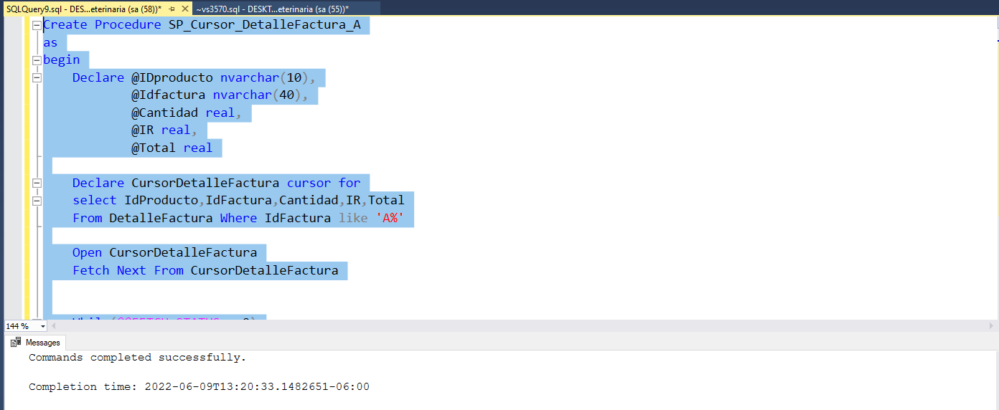 SQLQuery9.sql - DES...eterinaria (sa (58))* ~vs3570.sql - DESKT...eterinaria (sa (55))*
Create Procedure SP_Cursor_DetalleFactura_A
as
begin
Declare @IDproducto nvarchar(10),
@Idfactura nvarchar(40),
@Cantidad real,
@IR real,
@Total real
Declare CursorDetalleFactura cursor for
select IdProducto,IdFactura,Cantidad,IR,Total
From DetalleFactura Where IdFactura like 'A%'
Open CursorDetalleFactura
Fetch Next From CursorDetalleFactura
While (@@FETCH_STATUS = 0)
144 %
Messages
Commands completed successfully.
Completion time: 2022-06-09T13:20:33.1482651-06:00